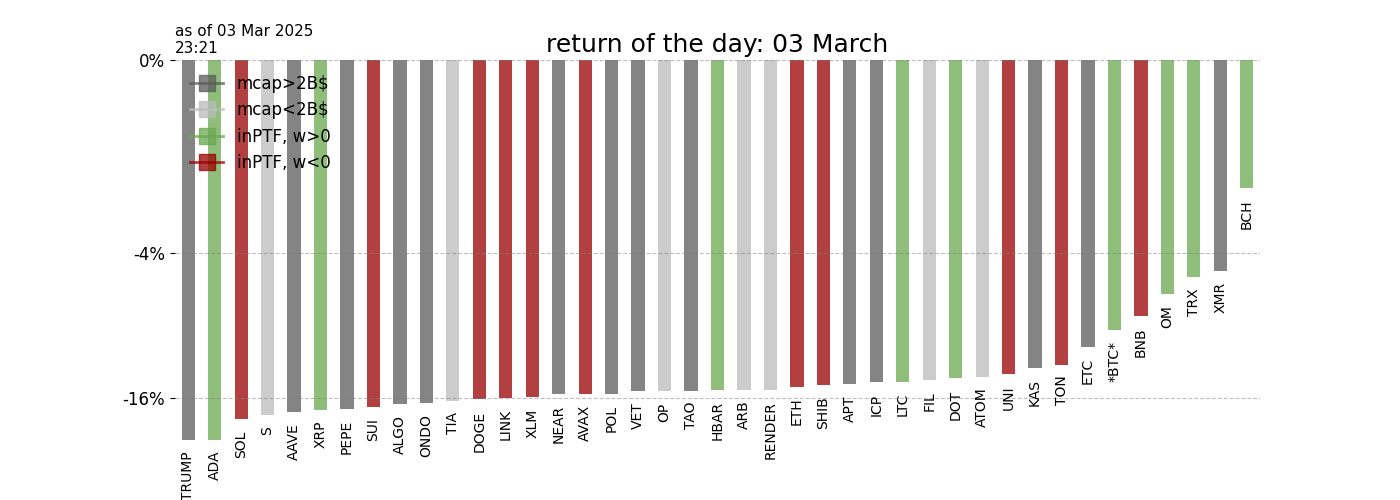 as of 03 Mar 2025
23:21
return of the day: 03 March
0%
-4%
-16%
mcap>2B$
mcap<2B$
inPTF, w>0
inPTF, w<0
TRUMP
ADA
SOL
S
AAVE
XRP
PEPE
SUI
ALGO
ONDO
TIA
DOGE
LINK
XLM
NEAR
AVAX
POL
VET
OP
TAO
HBAR
ARB
RENDER
ETH
SHIB
APT
ICP
LTC
FIL
DOT
ATOM
UNI
KAS
TON
ETC
*BTC*
BNB
OM
TRX
XMR
BCH